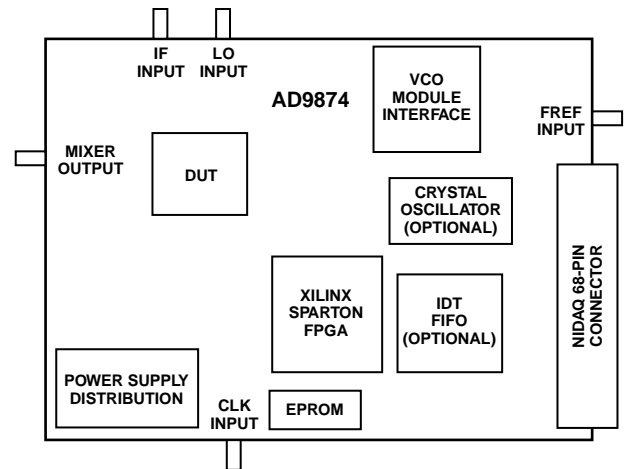 IF
INPUT
LO
INPUT
AD9874
VCO
MODULE
INTERFACE
FREF
INPUT
MIXER
OUTPUT
DUT
CRYSTAL
OSCILLATOR
(OPTIONAL)
XILINX
SPARTON
FPGA
IDT
FIFO
(OPTIONAL)
NIDAQ 68-PIN
CONNECTOR
POWER SUPPLY
DISTRIBUTION
CLK
INPUT
EPROM